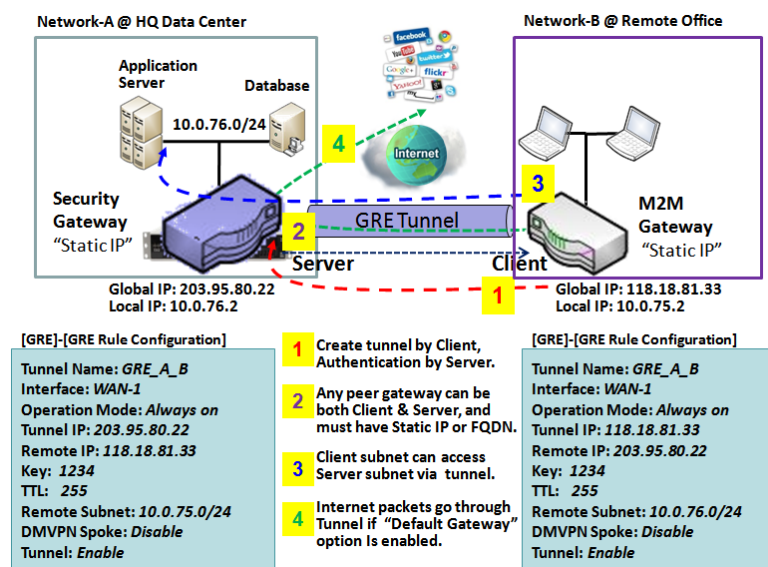 Network-A @ HQ Data Center
Network-B @ Remote Office
Application
Server
Database
10.0.76.0/24
facebook
YouTube
twitter
Google+
flickr
YAHOO!
my
4
Internet
3
Security
Gateway
"Static IP"
GRE Tunnel
2
M2M
Gateway
"Static IP"
Server
Client
1
Global IP: 203.95.80.22
Local IP: 10.0.76.2
Global IP: 118.18.81.33
Local IP: 10.0.75.2
[GRE]-[GRE Rule Configuration]
Tunnel Name: GRE_A_B
Interface: WAN-1
Operation Mode: Always on
Tunnel IP: 203.95.80.22
Remote IP: 118.18.81.33
Key: 1234
TTL: 255
Remote Subnet: 10.0.75.0/24
DMVPN Spoke: Disable
Tunnel: Enable
1 Create tunnel by Client,
Authentication by Server.
2 Any peer gateway can be
both Client & Server, and
must have Static IP or FQDN.
3 Client subnet can access
Server subnet via tunnel.
4 Internet packets go through
Tunnel if "Default Gateway"
option Is enabled.
[GRE]-[GRE Rule Configuration]
Tunnel Name: GRE_A_B
Interface: WAN-1
Operation Mode: Always on
Tunnel IP: 118.18.81.33
Remote IP: 203.95.80.22
Key: 1234
TTL: 255
Remote Subnet: 10.0.76.0/24
DMVPN Spoke: Disable
Tunnel: Enable